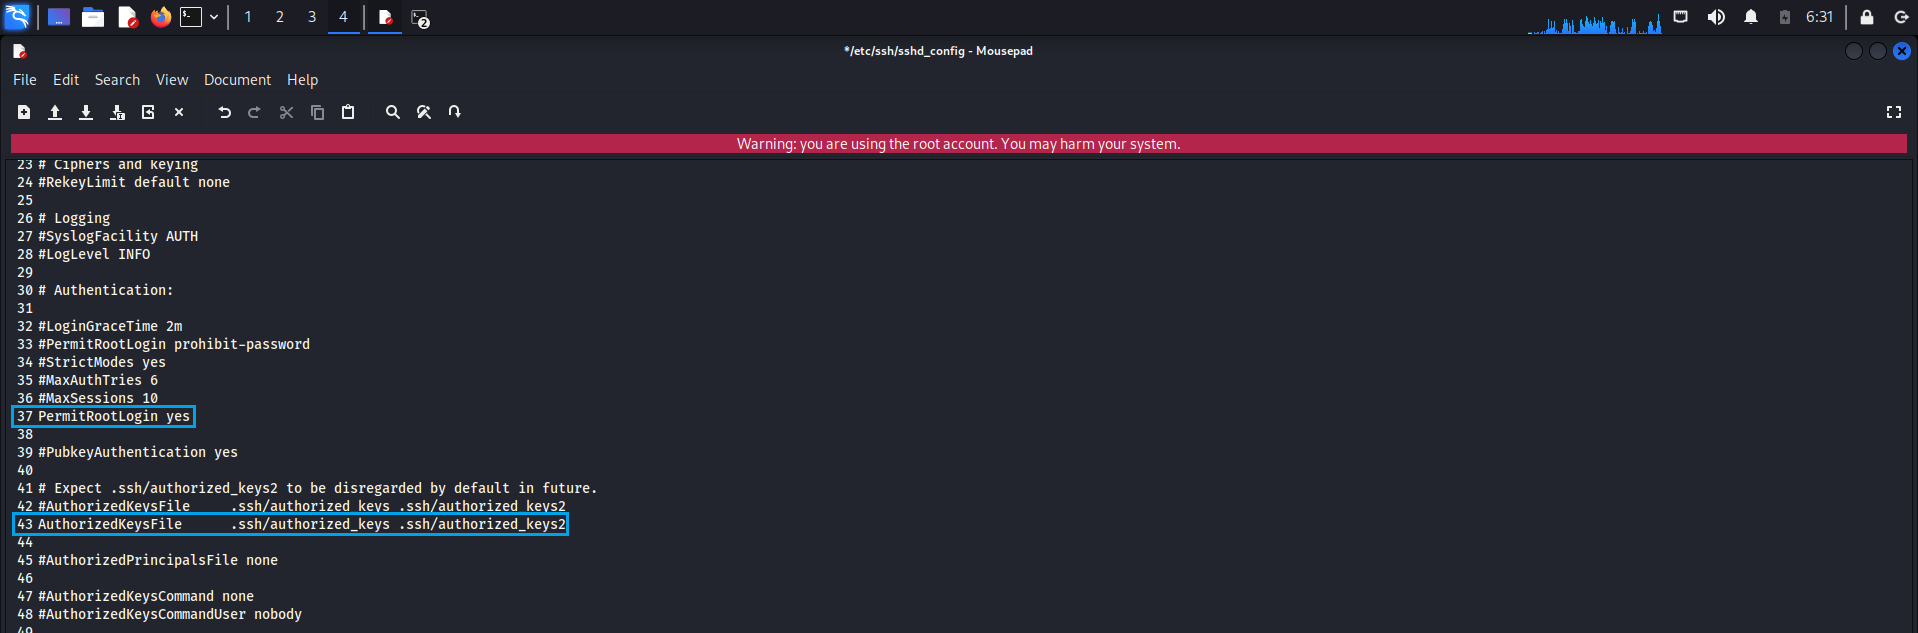 1 2 3 4 2 6:31
*/etc/ssh/sshd_config - Mousepad
File Edit Search View Document Help
Warning: you are using the root account. You may harm your system.
23 # Ciphers and keying
24 #RekeyLimit default none
25
26 # Logging
27 #SyslogFacility AUTH
28 #LogLevel INFO
29
30 # Authentication:
31
32 #LoginGraceTime 2m
33 #PermitRootLogin prohibit-password
34 #StrictModes yes
35 #MaxAuthTries 6
36 #MaxSessions 10
37 PermitRootLogin yes
38
39 #PubkeyAuthentication yes
40
41 # Expect .ssh/authorized_keys2 to be disregarded by default in future.
42 #AuthorizedKeysFile .ssh/authorized_keys .ssh/authorized_keys2
43 AuthorizedKeysFile .ssh/authorized_keys .ssh/authorized_keys2
44
45 #AuthorizedPrincipalsFile none
46
47 #AuthorizedKeysCommand none
48 #AuthorizedKeysCommandUser nobody
49